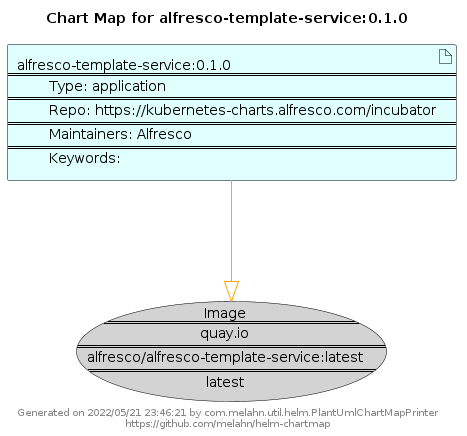 Chart Map for alfresco-template-service:0.1.0
alfresco-template-service:0.1.0
Type: application
Repo: https://kubernetes-charts.alfresco.com/incubator
Maintainers: Alfresco
Keywords:
Image
quay.io
alfresco/alfresco-template-service:latest
latest
Generated on 2022/05/21 23:46:21 by com.melahn.util.helm.PlantUmlChartMapPrinter
https://github.com/melahn/helm-chartmap